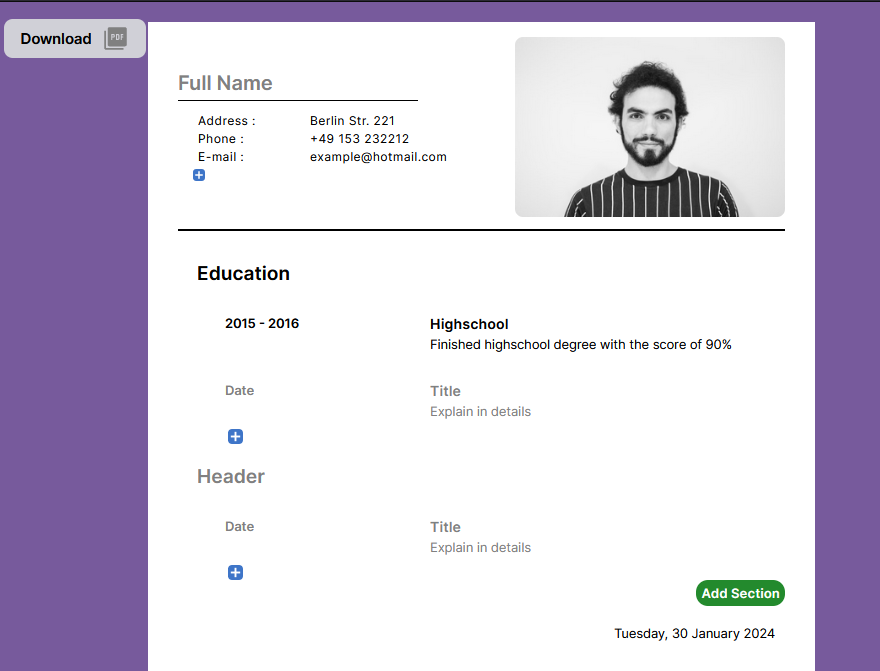 Download PDF
Full Name
Address : Berlin Str. 221
Phone : +49 153 232212
E-mail : example@hotmail.com
Education
2015 - 2016 Highschool
Finished highschool degree with the score of 90%
Date Title
Explain in details
Header
Date Title
Explain in details
Add Section
Tuesday, 30 January 2024